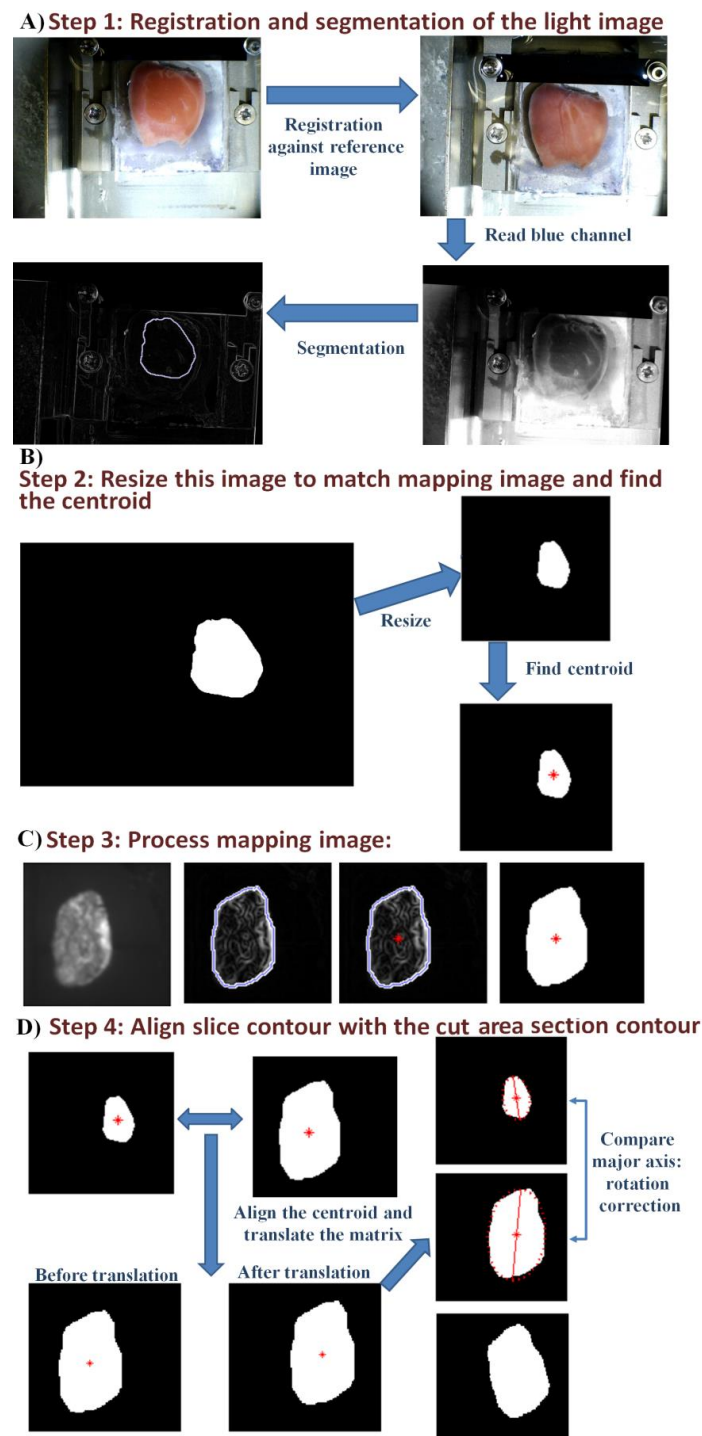 A) Step 1: Registration and segmentation of the light image
Registration
against reference
image
Read blue channel
Segmentation
B)
Step 2: Resize this image to match mapping image and find
the centroid
Resize
Find centroid
C) Step 3: Process mapping image:
D) Step 4: Align slice contour with the cut area section contour
Compare
major axis:
rotation
correction
Align the centroid and
translate the matrix
Before translation
After translation